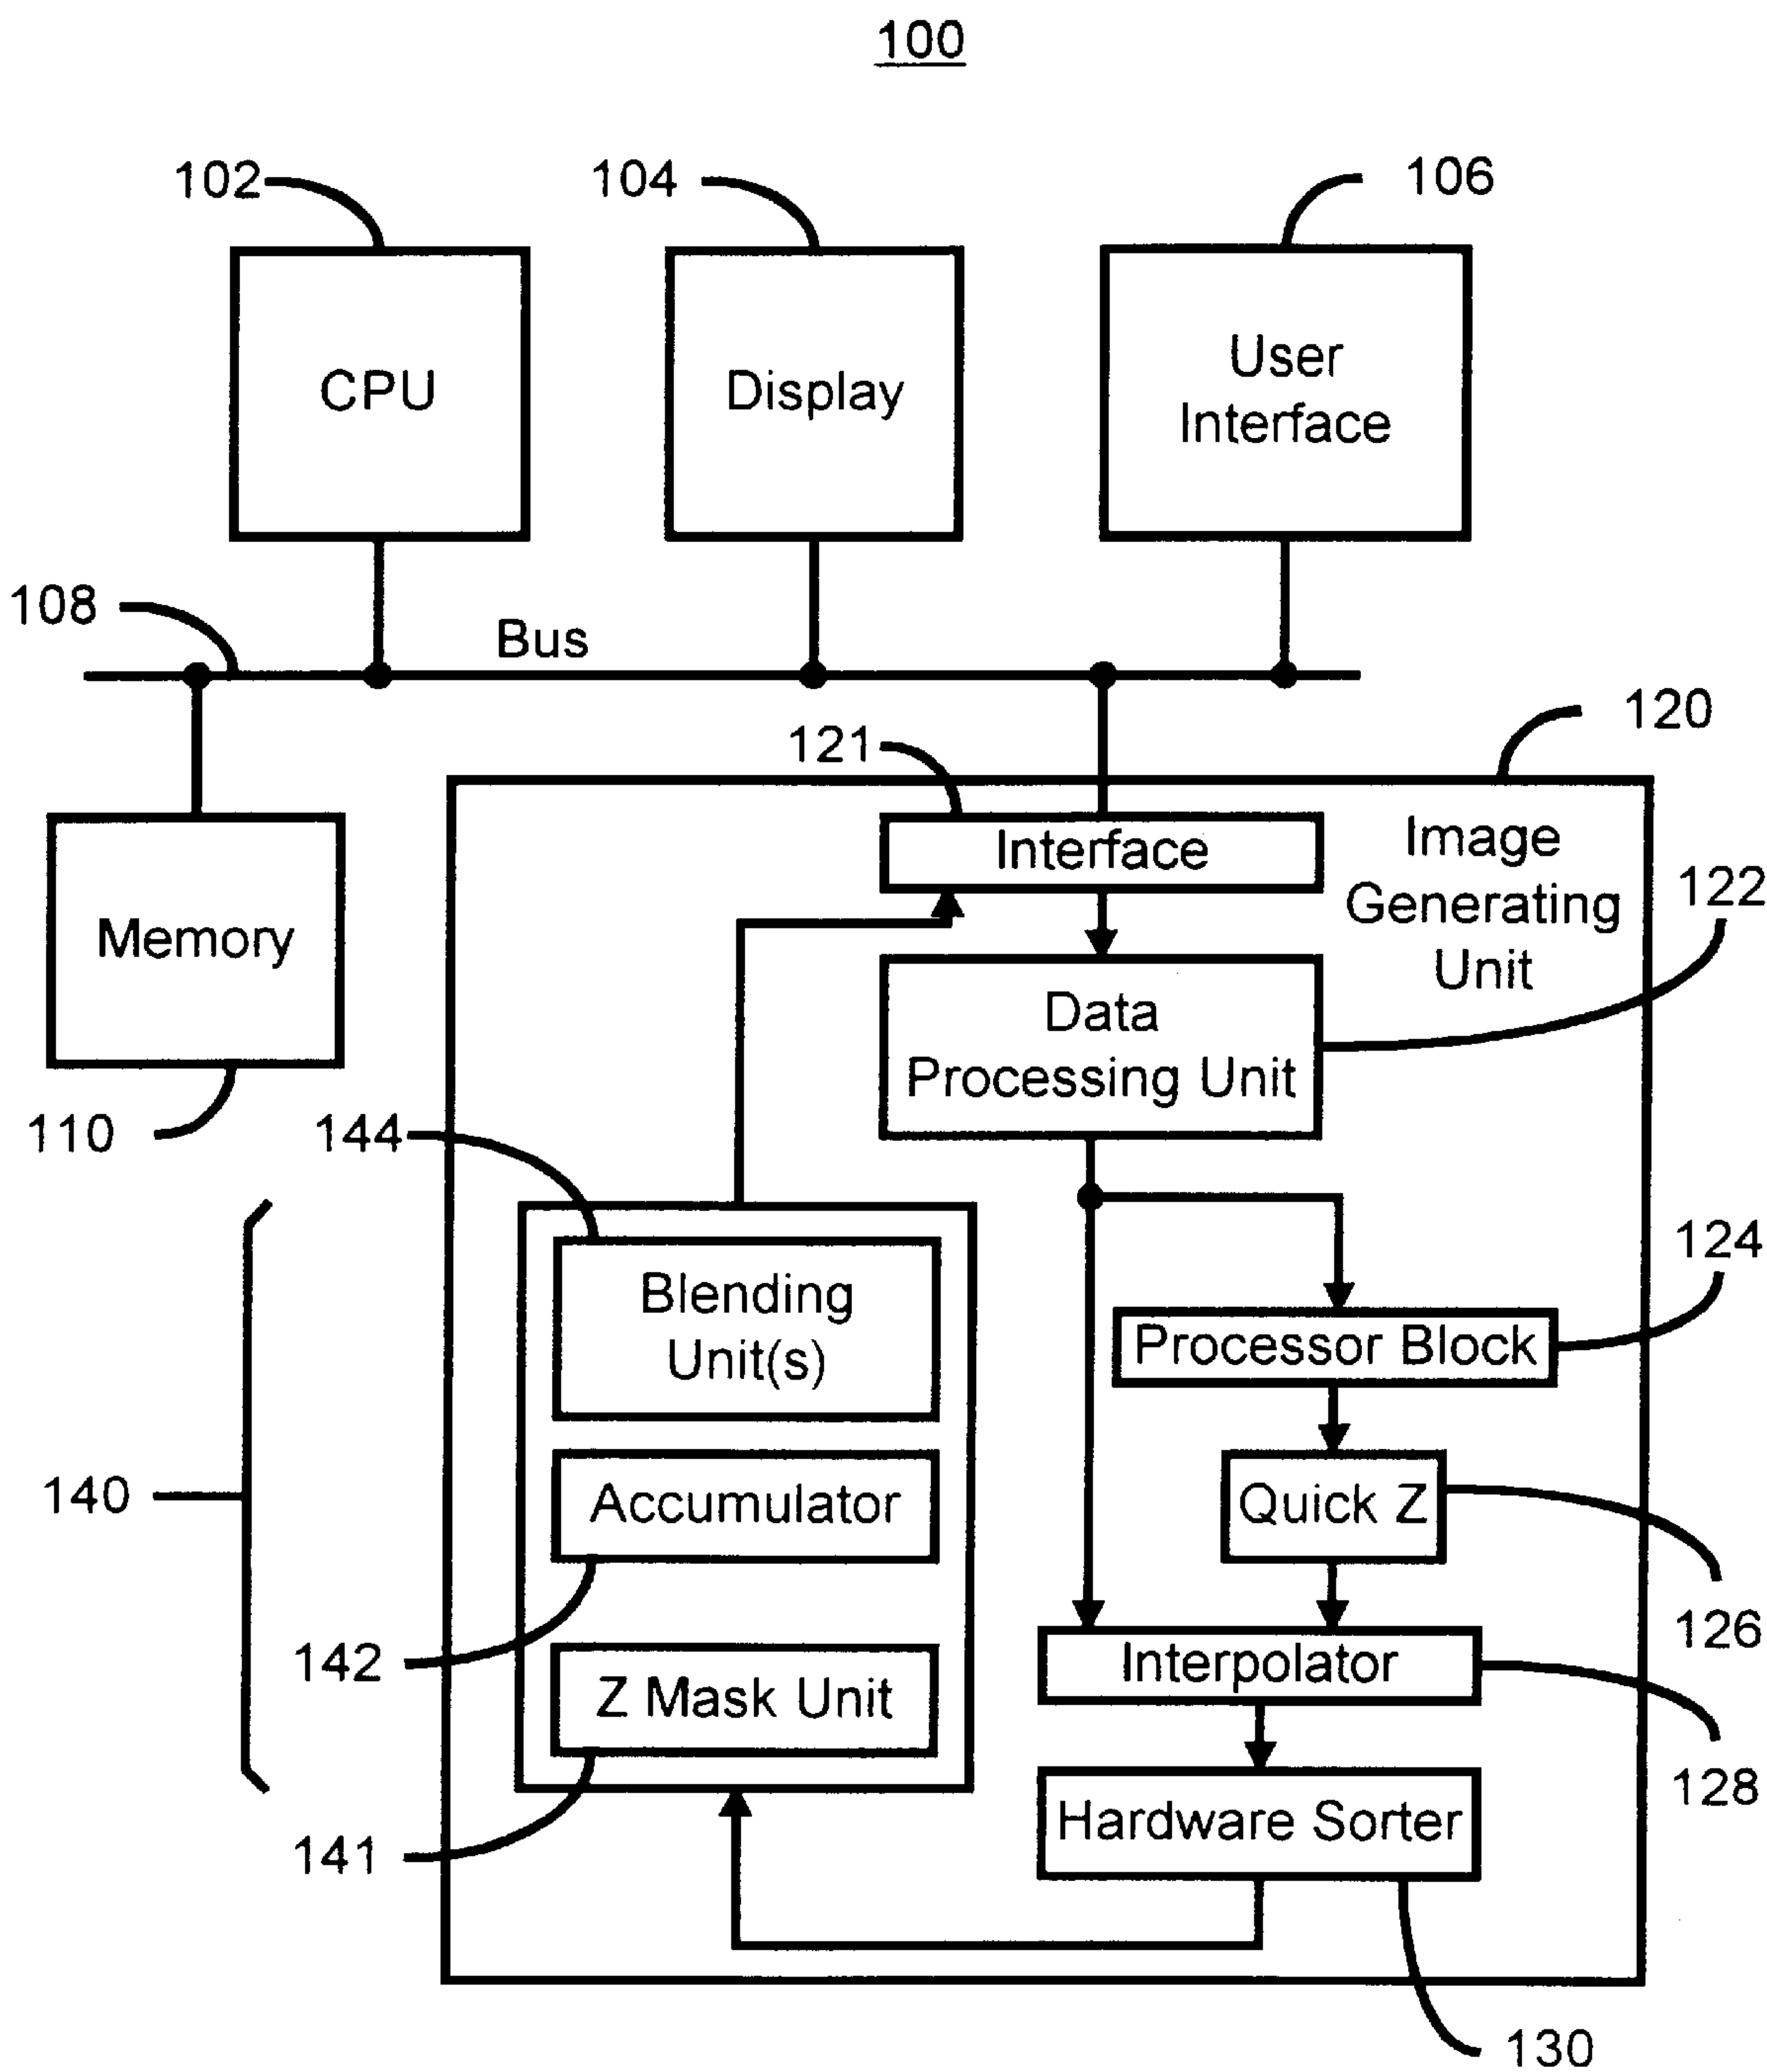 100
102
104
106
CPU
Display
User
Interface
108
Bus
120
121
Interface
Image
Generating
Unit
122
Memory
Data
Processing Unit
110
144
124
Blending
Unit(s)
Processor Block
140
Accumulator
Quick Z
126
142
Interpolator
Z Mask Unit
128
Hardware Sorter
141
130